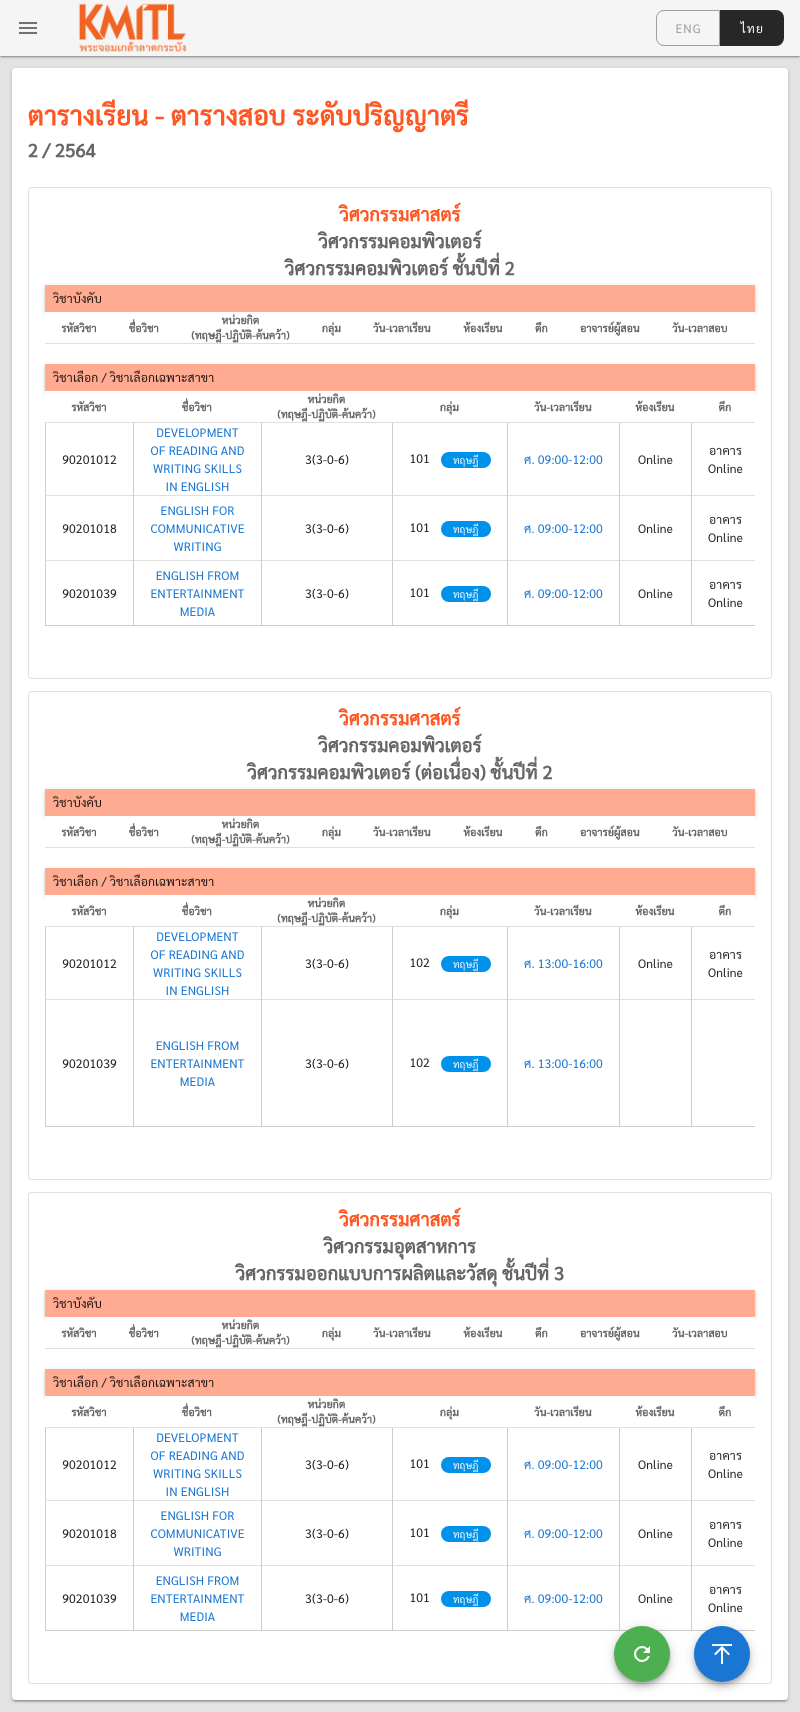 KMITL
พระจอมเกล้าลาดกระบัง
ENG
ไทย
ตารางเรียน - ตารางสอบ ระดับปริญญาตรี
2 / 2564
วิศวกรรมศาสตร์
วิศวกรรมคอมพิวเตอร์
วิศวกรรมคอมพิวเตอร์ ชั้นปีที่ 2
วิชาบังคับ
รหัสวิชา ชื่อวิชา หน่วยกิต (ทฤษฎี-ปฏิบัติ-ค้นคว้า) กลุ่ม วัน-เวลาเรียน ห้องเรียน ตึก อาจารย์ผู้สอน วัน-เวลาสอบ
วิชาเลือก / วิชาเลือกเฉพาะสาขา
รหัสวิชา ชื่อวิชา หน่วยกิต (ทฤษฎี-ปฏิบัติ-ค้นคว้า) กลุ่ม วัน-เวลาเรียน ห้องเรียน ตึก
90201012 DEVELOPMENT OF READING AND WRITING SKILLS IN ENGLISH 3(3-0-6) 101 ทฤษฎี ศ. 09:00-12:00 Online อาคาร Online
90201018 ENGLISH FOR COMMUNICATIVE WRITING 3(3-0-6) 101 ทฤษฎี ศ. 09:00-12:00 Online อาคาร Online
90201039 ENGLISH FROM ENTERTAINMENT MEDIA 3(3-0-6) 101 ทฤษฎี ศ. 09:00-12:00 Online อาคาร Online
วิศวกรรมศาสตร์
วิศวกรรมคอมพิวเตอร์
วิศวกรรมคอมพิวเตอร์ (ต่อเนื่อง) ชั้นปีที่ 2
วิชาบังคับ
รหัสวิชา ชื่อวิชา หน่วยกิต (ทฤษฎี-ปฏิบัติ-ค้นคว้า) กลุ่ม วัน-เวลาเรียน ห้องเรียน ตึก อาจารย์ผู้สอน วัน-เวลาสอบ
วิชาเลือก / วิชาเลือกเฉพาะสาขา
รหัสวิชา ชื่อวิชา หน่วยกิต (ทฤษฎี-ปฏิบัติ-ค้นคว้า) กลุ่ม วัน-เวลาเรียน ห้องเรียน ตึก
90201012 DEVELOPMENT OF READING AND WRITING SKILLS IN ENGLISH 3(3-0-6) 102 ทฤษฎี ศ. 13:00-16:00 Online อาคาร Online
90201039 ENGLISH FROM ENTERTAINMENT MEDIA 3(3-0-6) 102 ทฤษฎี ศ. 13:00-16:00
วิศวกรรมศาสตร์
วิศวกรรมอุตสาหการ
วิศวกรรมออกแบบการผลิตและวัสดุ ชั้นปีที่ 3
วิชาบังคับ
รหัสวิชา ชื่อวิชา หน่วยกิต (ทฤษฎี-ปฏิบัติ-ค้นคว้า) กลุ่ม วัน-เวลาเรียน ห้องเรียน ตึก อาจารย์ผู้สอน วัน-เวลาสอบ
วิชาเลือก / วิชาเลือกเฉพาะสาขา
รหัสวิชา ชื่อวิชา หน่วยกิต (ทฤษฎี-ปฏิบัติ-ค้นคว้า) กลุ่ม วัน-เวลาเรียน ห้องเรียน ตึก
90201012 DEVELOPMENT OF READING AND WRITING SKILLS IN ENGLISH 3(3-0-6) 101 ทฤษฎี ศ. 09:00-12:00 Online อาคาร Online
90201018 ENGLISH FOR COMMUNICATIVE WRITING 3(3-0-6) 101 ทฤษฎี ศ. 09:00-12:00 Online อาคาร Online
90201039 ENGLISH FROM ENTERTAINMENT MEDIA 3(3-0-6) 101 ทฤษฎี ศ. 09:00-12:00 Online อาคาร Online